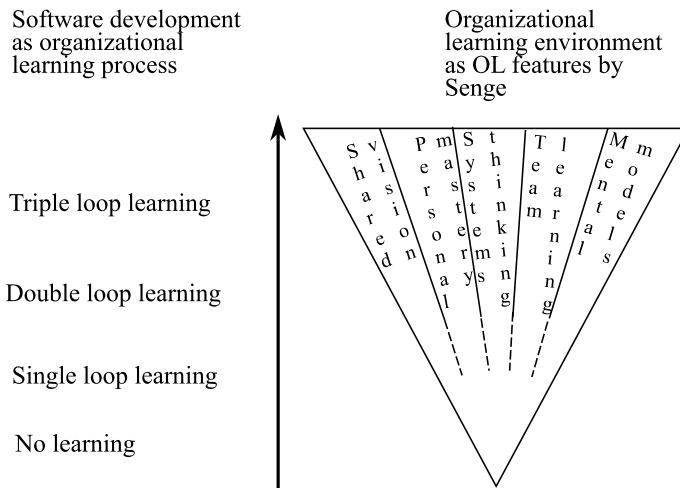 Software development
as organizational
learning process
Organizational
learning environment
as OL features by
Senge
Triple loop learning
Double loop learning
Single loop learning
No learning
Shared
vision
Personal
mastery
Systems
thinking
Team
learning
Mental
models